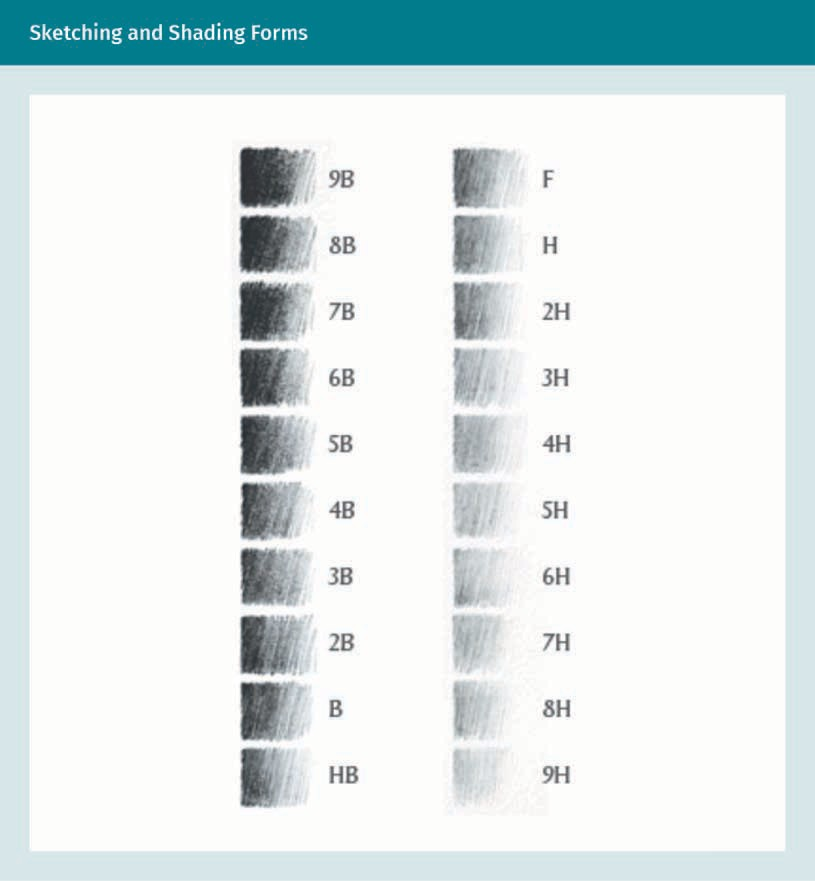 Sketching and Shading Forms
9B
8B
7B
6B
5B
4B
3B
2B
B
HB
F
H
2H
3H
4H
5H
6H
7H
8H
9H